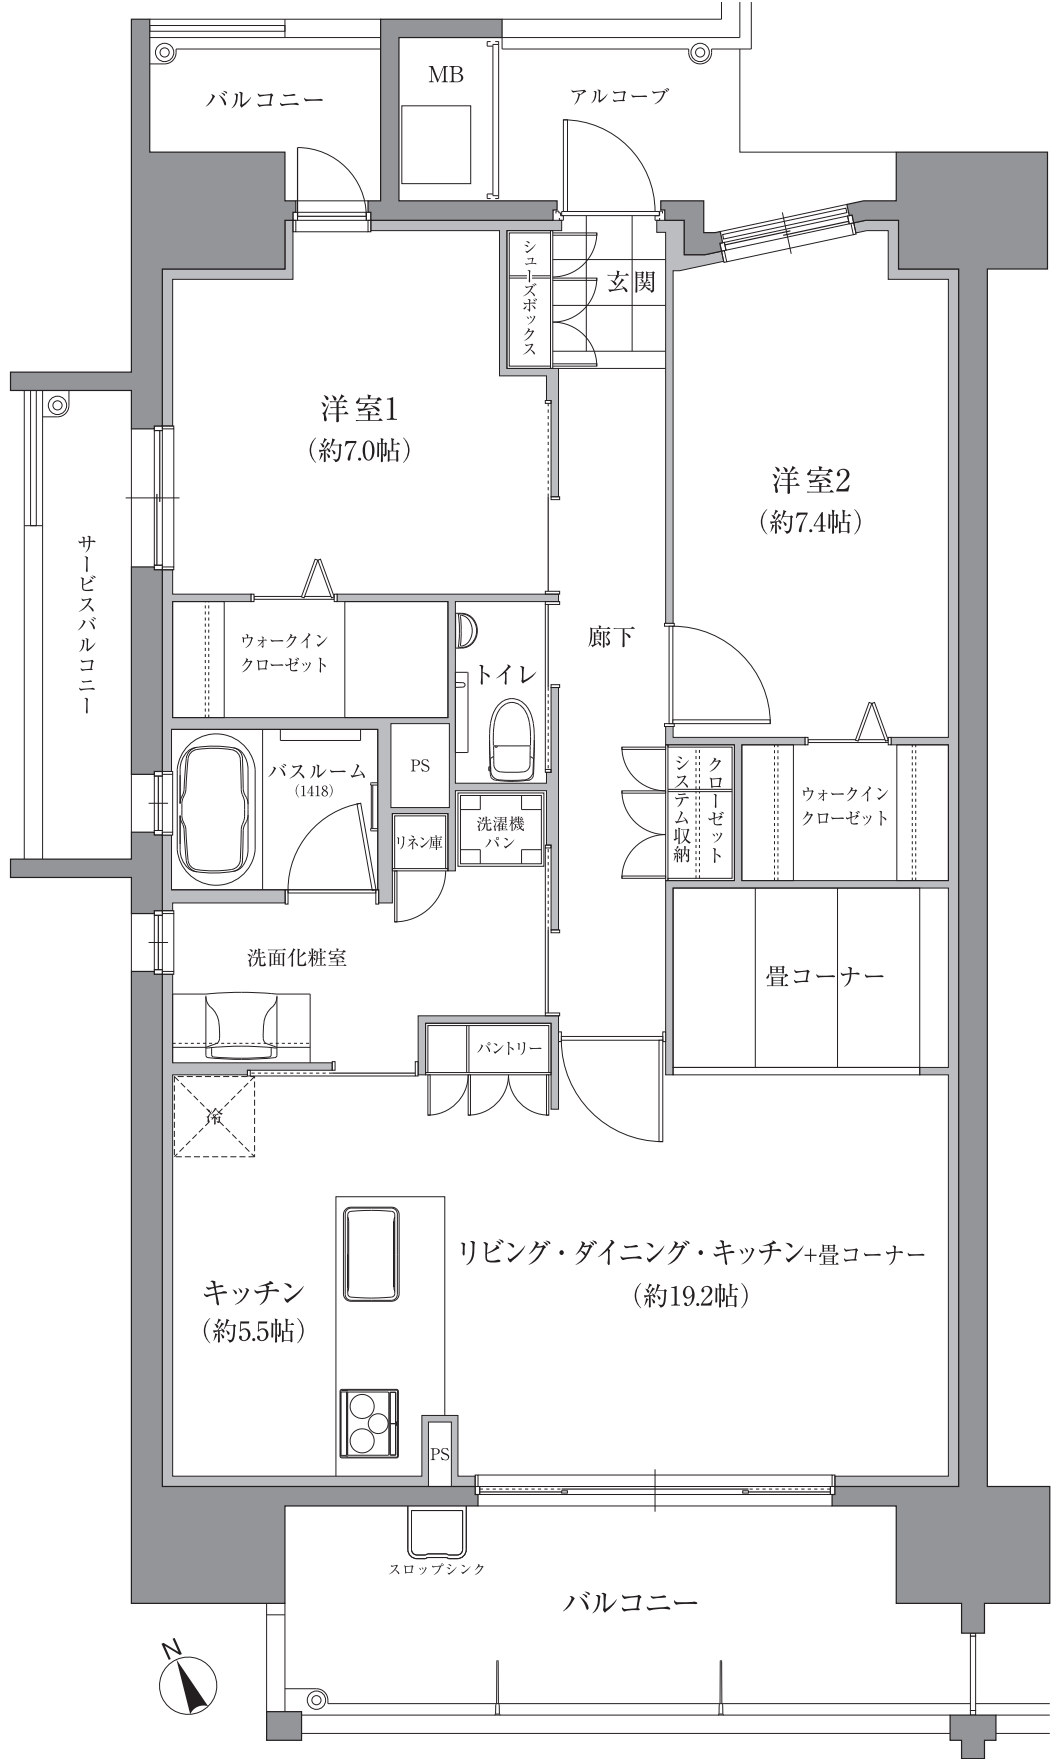 MB
アルコーブ
バルコニー
シューズボックス
玄関
洋室1
(約7.0帖)
洋室2
(約7.4帖)
サービスバルコニー
廊下
ウォークイン
クローゼット
トイレ
バスルーム
(1418)
PS
クローゼット
システム収納
ウォークイン
クローゼット
洗濯機
パン
リネン庫
洗面化粧室
畳コーナー
パントリー
冷
リビング・ダイニング・キッチン+畳コーナー
(約19.2帖)
キッチン
(約5.5帖)
PS
スロップシンク
バルコニー
N